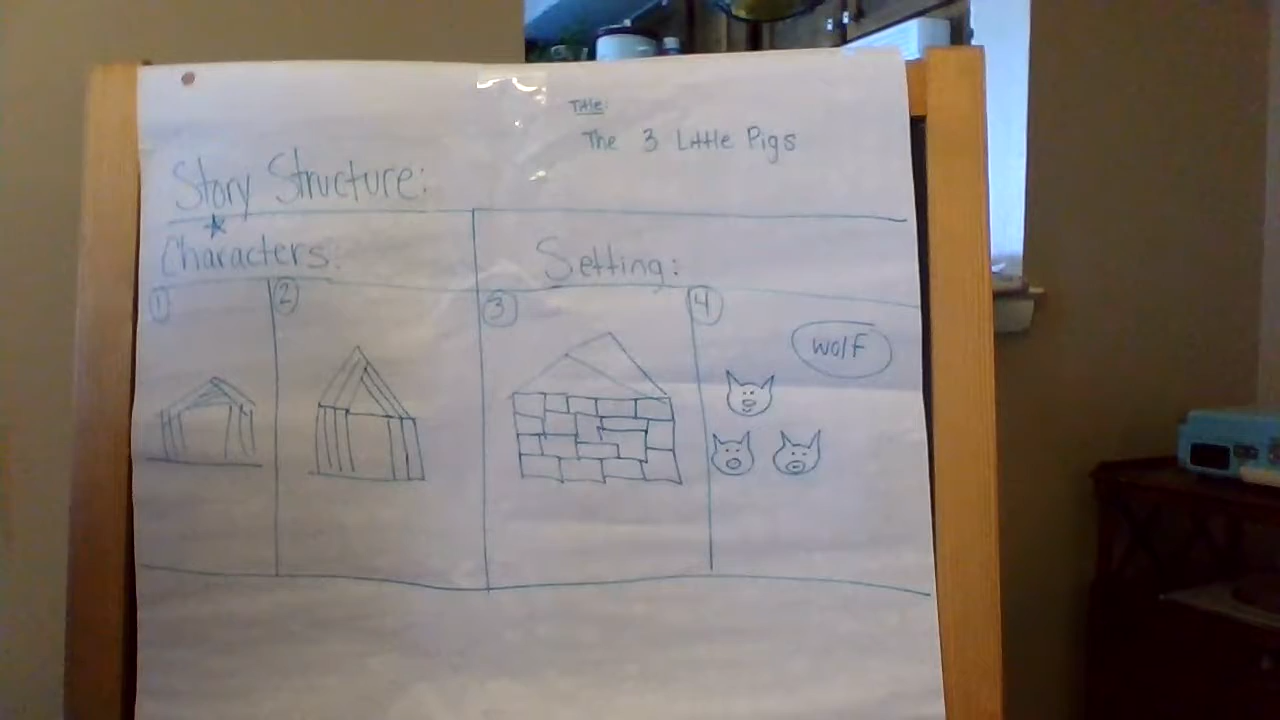 Title:
The 3 Little Pigs
Story Structure:
Characters:
Setting:
1
2
3
4
wolf